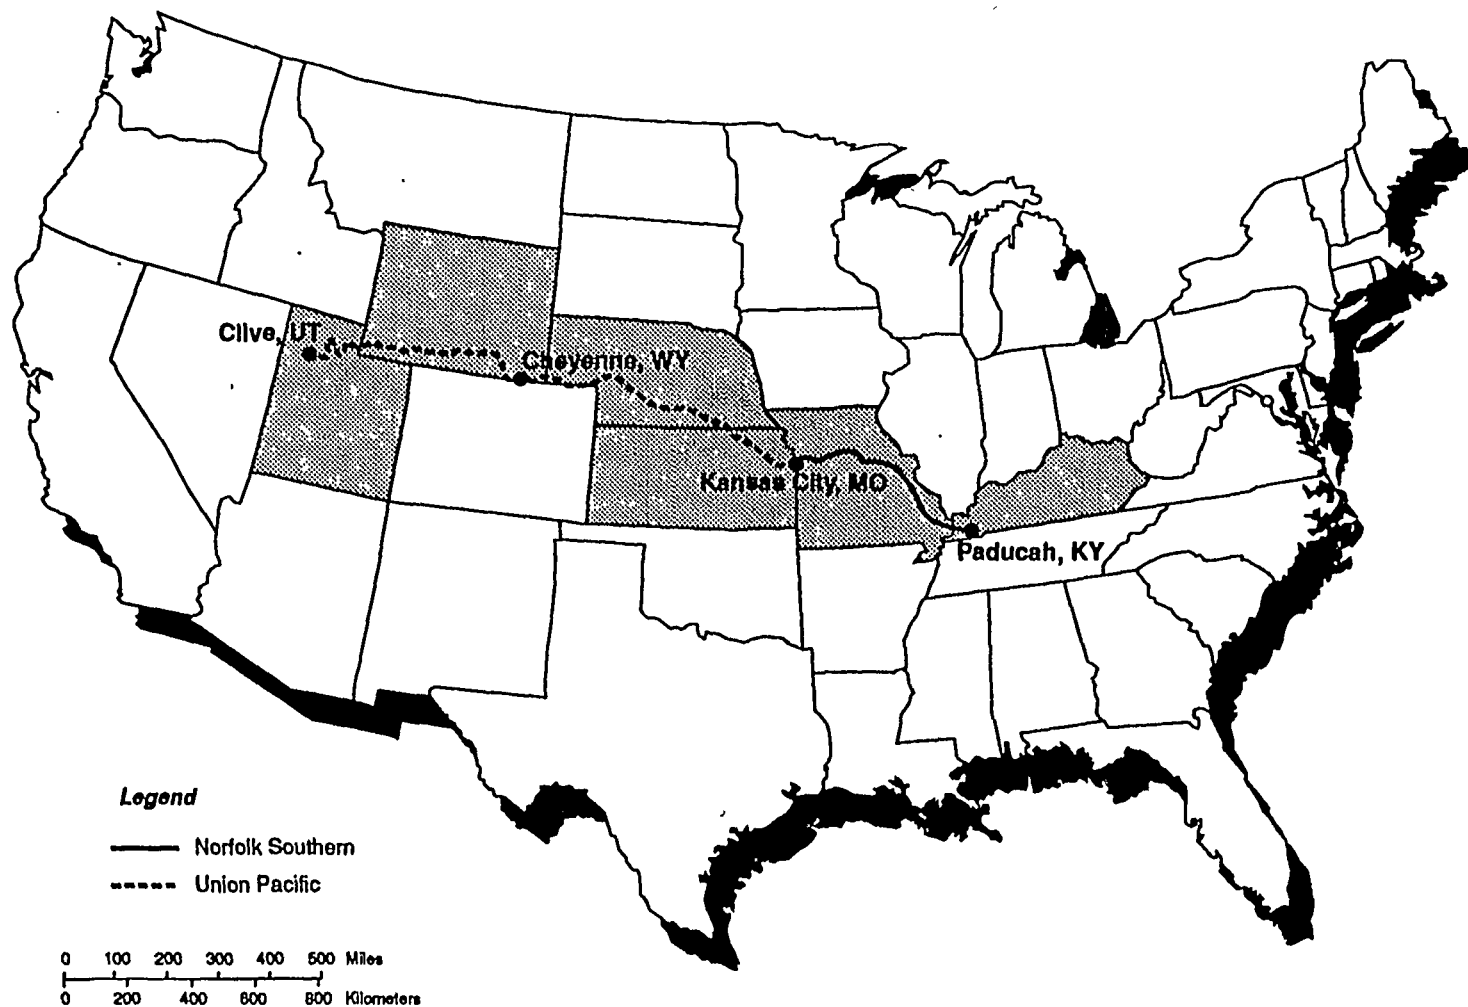 Clive, UT
Cheyenne, WY
Kansas City, MO
Paducah, KY
Legend
Norfolk Southern
Union Pacific
0 100 200 300 400 500 Miles
0 200 400 600 800 Kilometers